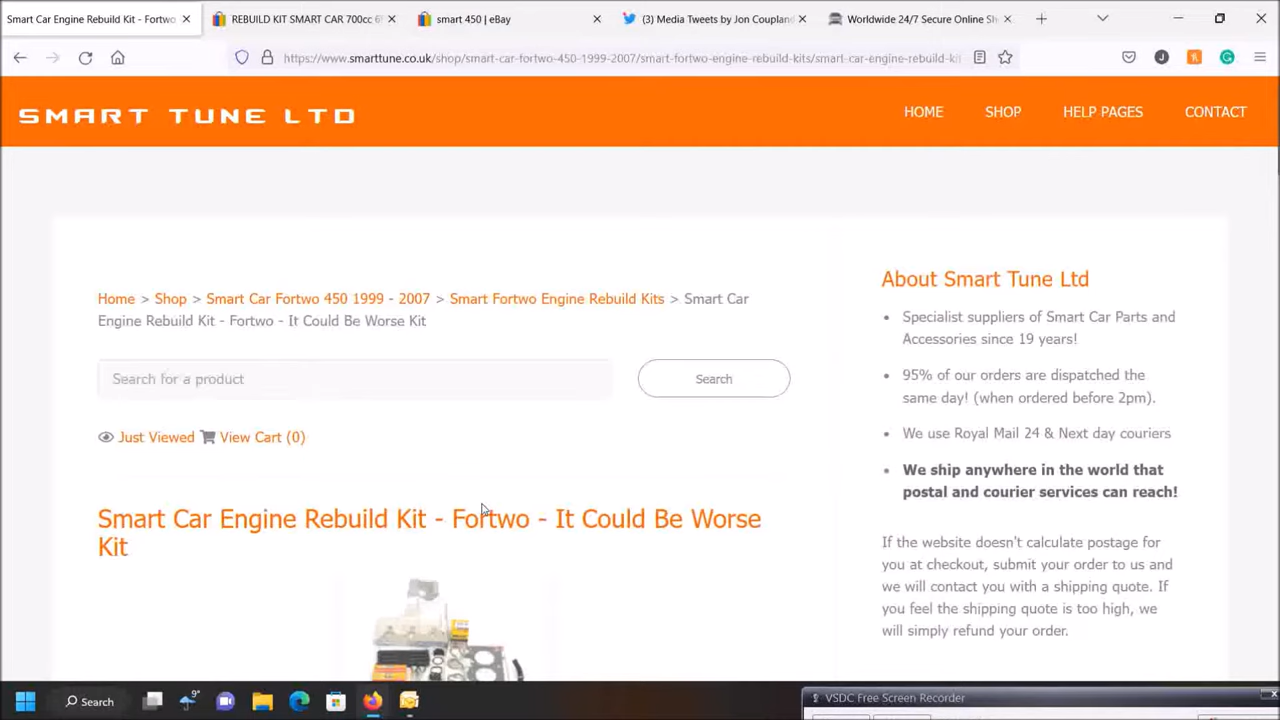 Smart Car Engine Rebuild Kit - Fortwo
REBUILD KIT SMART CAR 700cc
smart 450 | eBay
(3) Media Tweets by Jon Coupland
Worldwide 24/7 Secure Online Sh
https://www.smarttune.co.uk/shop/smart-car-fortwo-450-1999-2007/smart-fortwo-engine-rebuild-kits/smart-car-engine-rebuild-kit
SMART TUNE LTD
HOME SHOP HELP PAGES CONTACT
Home > Shop > Smart Car Fortwo 450 1999 - 2007 > Smart Fortwo Engine Rebuild Kits > Smart Car
Engine Rebuild Kit - Fortwo - It Could Be Worse Kit
Search for a product
Search
Just Viewed View Cart (0)
Smart Car Engine Rebuild Kit - Fortwo - It Could Be Worse
Kit
About Smart Tune Ltd
Specialist suppliers of Smart Car Parts and
Accessories since 19 years!
95% of our orders are dispatched the
same day! (when ordered before 2pm).
We use Royal Mail 24 & Next day couriers
We ship anywhere in the world that
postal and courier services can reach!
If the website doesn't calculate postage for
you at checkout, submit your order to us and
we will contact you with a shipping quote. If
you feel the shipping quote is too high, we
will simply refund your order.
Search
9°
VSDC Free Screen Recorder